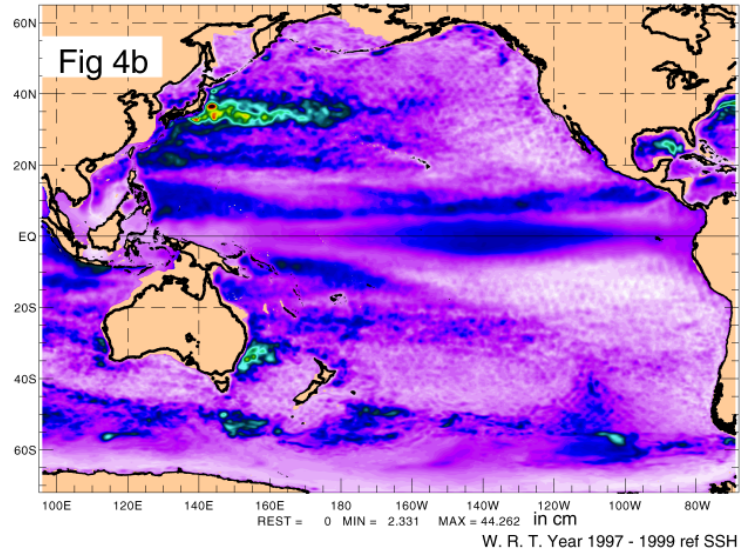 60N
Fig 4b
40N
20N
EQ
20S
40S
60S
100E 120E 140E 160E 180 160W 140W 120W 100W 80W
REST = 0 MIN = 2.331 MAX = 44.262 in cm
W. R. T. Year 1997 - 1999 ref SSH